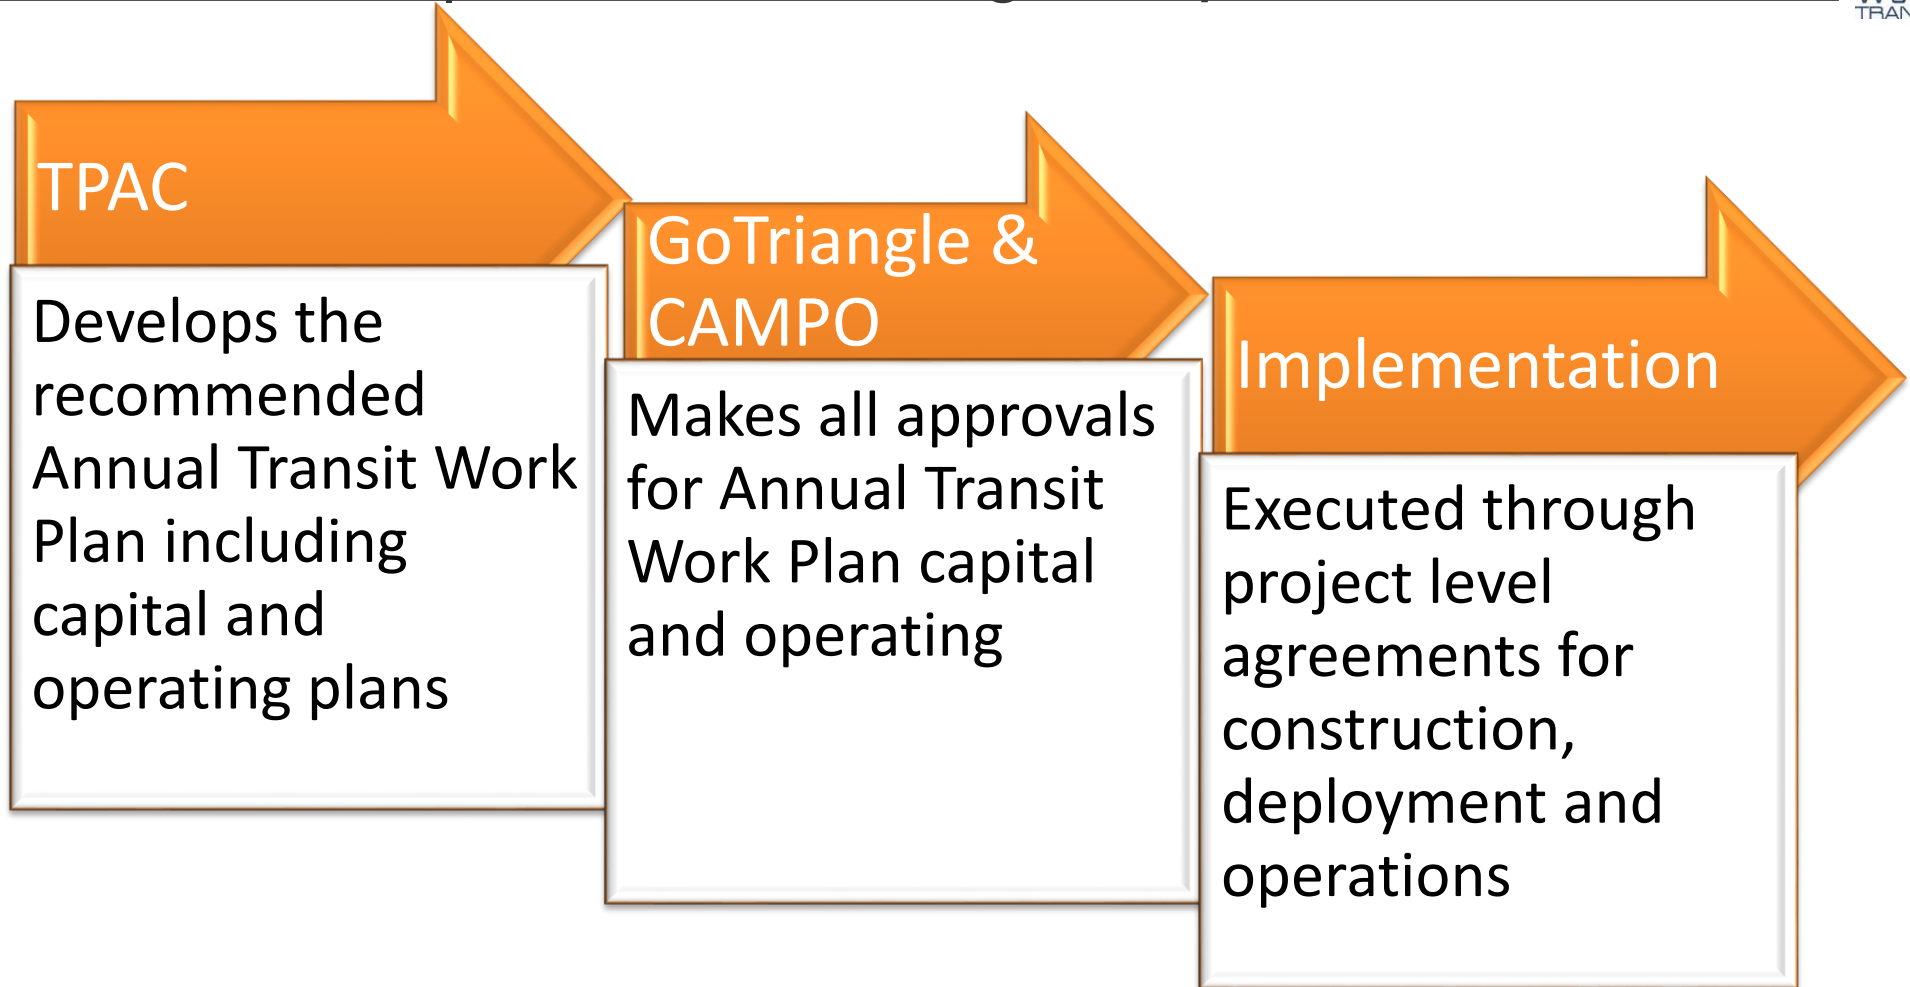 TRAN
TPAC
Develops the
recommended
Annual Transit Work
Plan including
capital and
operating plans
GoTriangle &
CAMPO
Makes all approvals
for Annual Transit
Work Plan capital
and operating
Implementation
Executed through
project level
agreements for
construction,
deployment and
operations